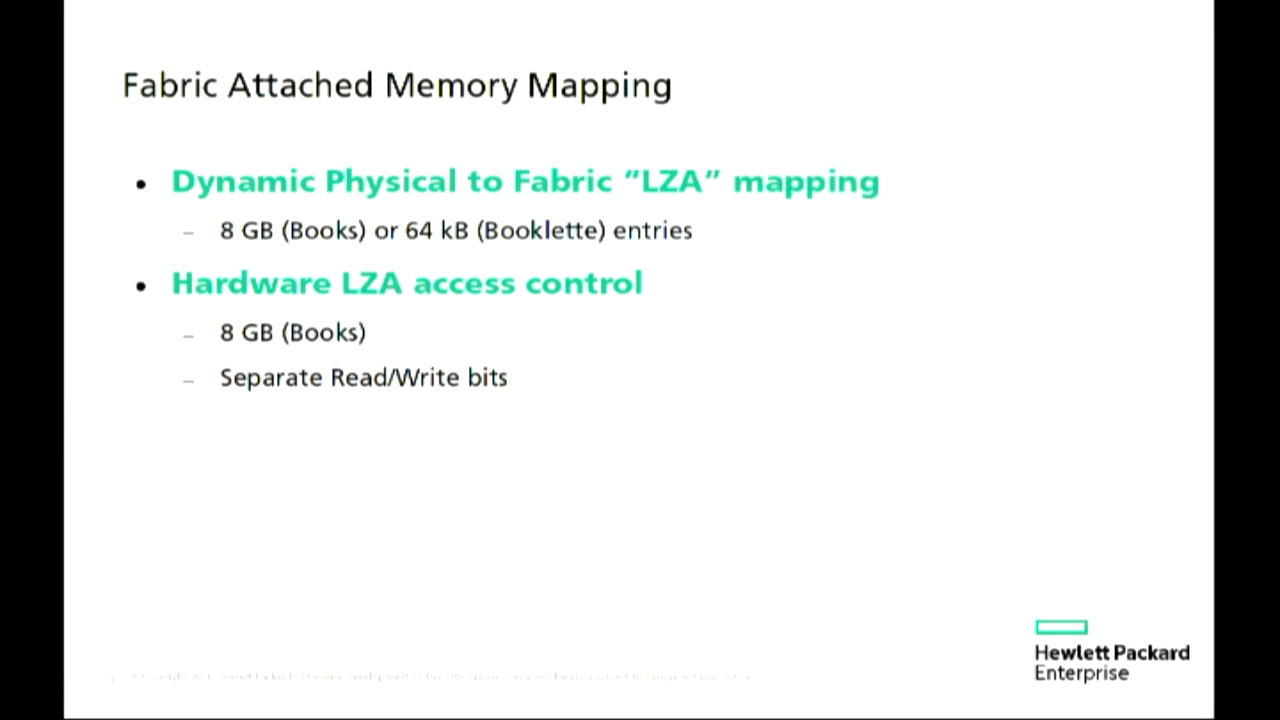 Fabric Attached Memory Mapping
• Dynamic Physical to Fabric “LZA” mapping
– 8 GB (Books) or 64 kB (Booklette) entries
• Hardware LZA access control
– 8 GB (Books)
– Separate Read/Write bits
Hewlett Packard
Enterprise